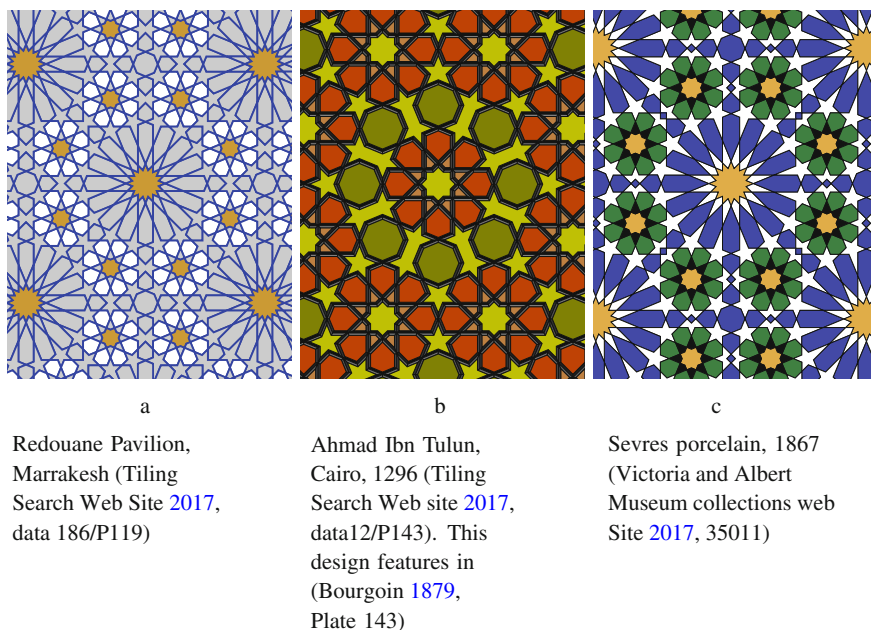 a
Redouane Pavilion,
Marrakesh (Tiling
Search Web Site 2017,
data 186/P119)
b
Ahmad Ibn Tulun,
Cairo, 1296 (Tiling
Search Web site 2017,
data12/P143). This
design features in
(Bourgoin 1879,
Plate 143)
c
Sevres porcelain, 1867
(Victoria and Albert
Museum collections web
Site 2017, 35011)